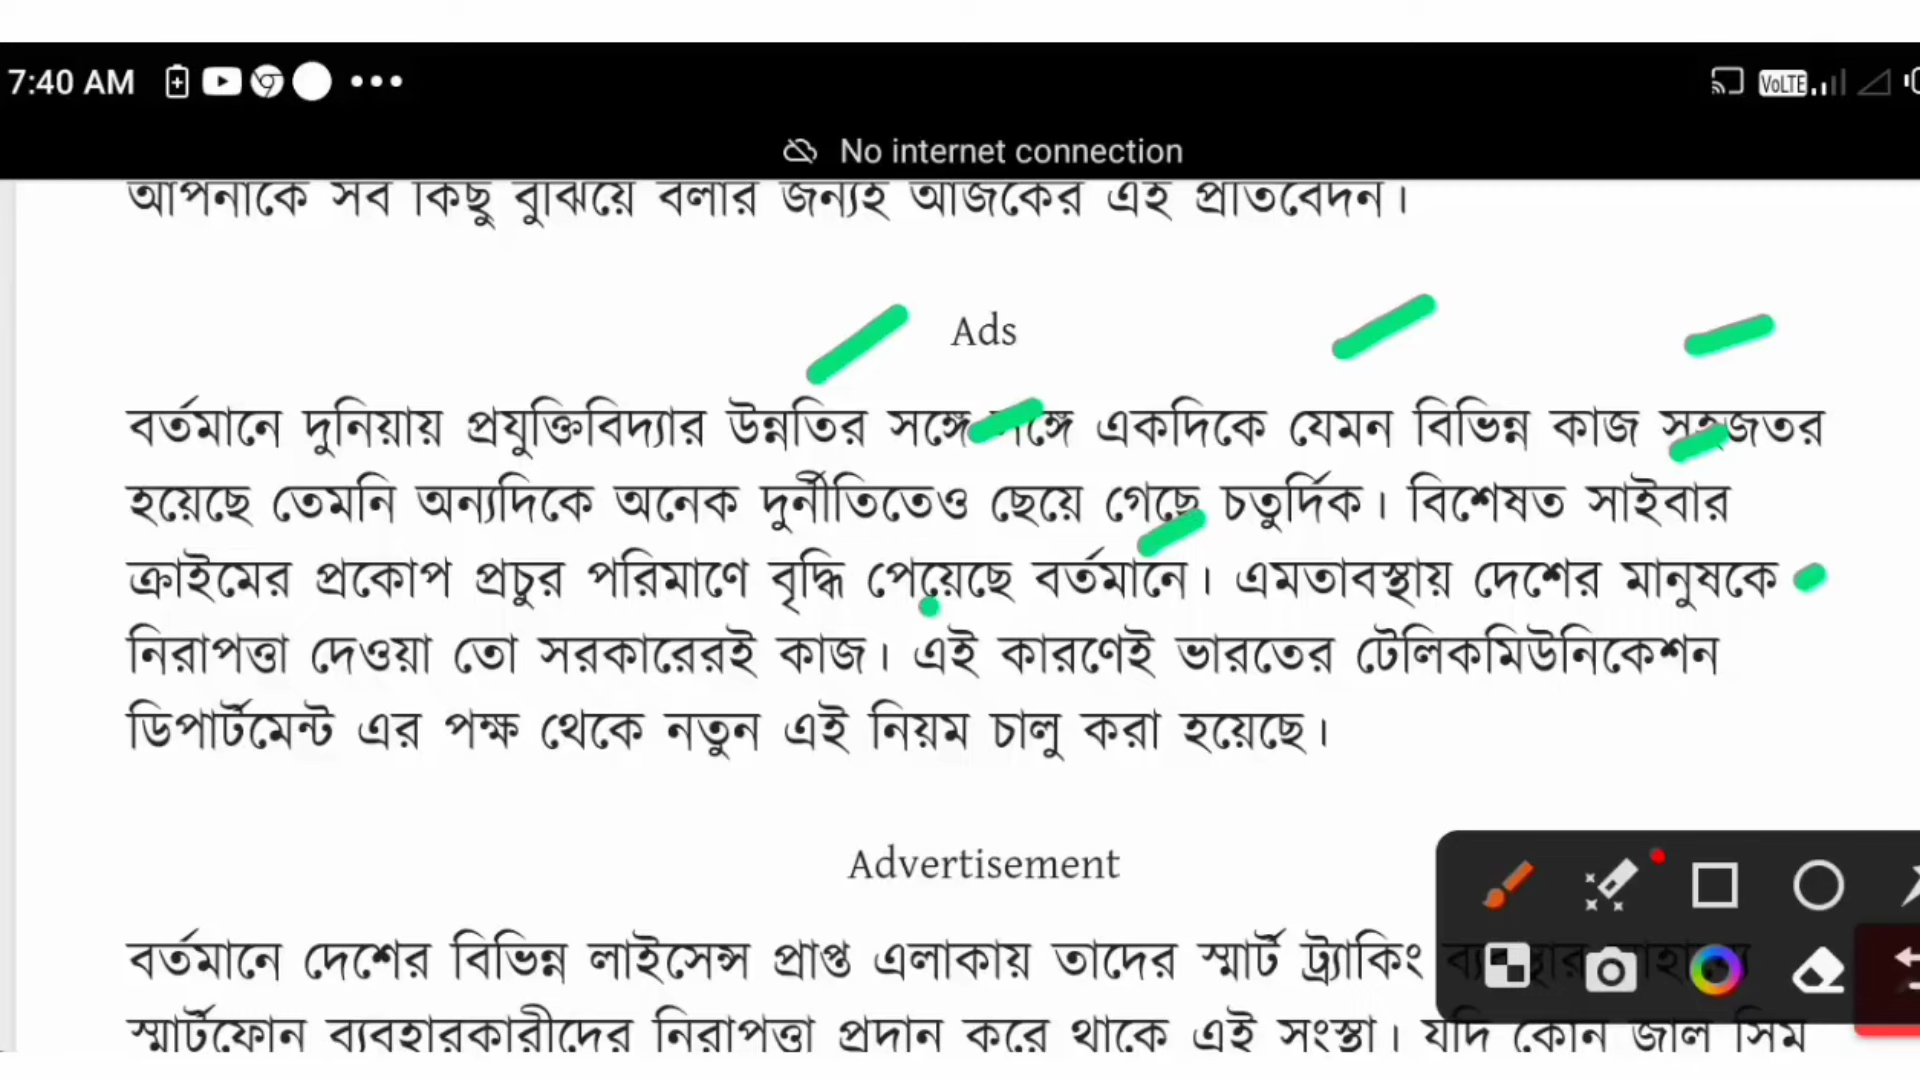 7:40 AM
VoLTE
No internet connection
আপনাকে সব কিছু বুঝিয়ে বলার জন্যই আজকের এই প্রতিবেদন।
Ads
বর্তমানে দুনিয়ায় প্রযুক্তিবিদ্যার উন্নতির সঙ্গে সঙ্গে একদিকে যেমন বিভিন্ন কাজ সহজতর
হয়েছে তেমনি অন্যদিকে অনেক দুর্নীতিতেও ছেয়ে গেছে চতুর্দিক। বিশেষত সাইবার
ক্রাইমের প্রকোপ প্রচুর পরিমাণে বৃদ্ধি পেয়েছে বর্তমানে। এমতাবস্থায় দেশের মানুষকে
নিরাপত্তা দেওয়া তো সরকারেরই কাজ। এই কারণেই ভারতের টেলিকমিউনিকেশন
ডিপার্টমেন্ট এর পক্ষ থেকে নতুন এই নিয়ম চালু করা হয়েছে।
Advertisement
বর্তমানে দেশের বিভিন্ন লাইসেন্স প্রাপ্ত এলাকায় তাদের স্মার্ট ট্র্যাকিং ব্যবস্থার সাহায্যে
স্মার্টফোন ব্যবহারকারীদের নিরাপত্তা প্রদান করে থাকে এই সংস্থা। যদি কোন জাল সিম